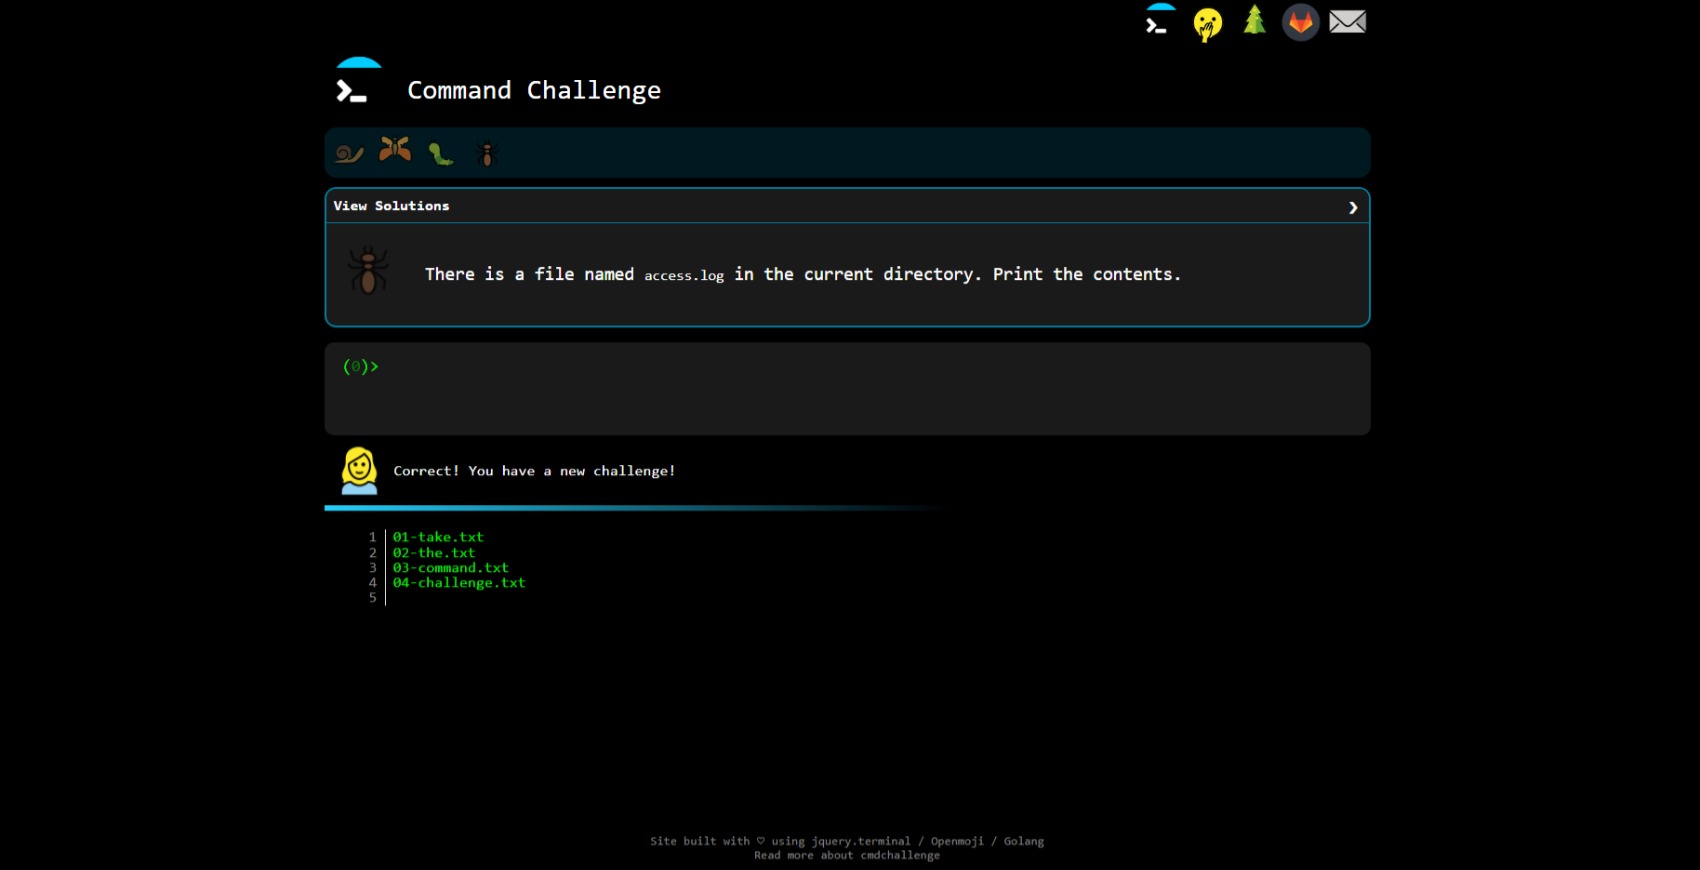 Command Challenge
View Solutions
There is a file named access.log in the current directory. Print the contents.
(0)>
Correct! You have a new challenge!
1 01-take.txt
2 02-the.txt
3 03-command.txt
4 04-challenge.txt
5
Site built with ♡ using jquery.terminal / Openmoji / Golang
Read more about cmdchallenge